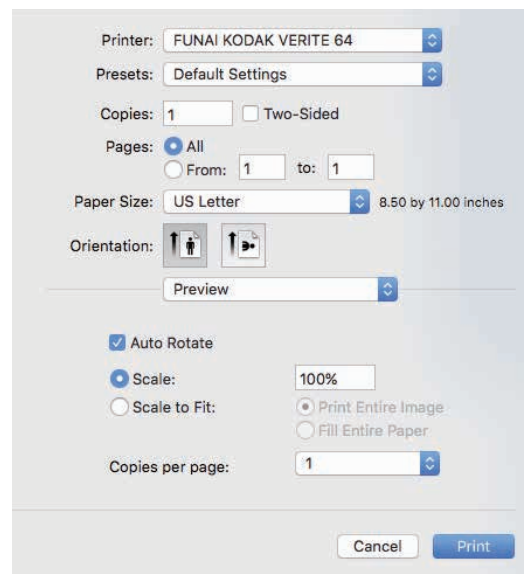 Printer: FUNAI KODAK VERITE 64
Presets: Default Settings
Copies: 1 Two-Sided
Pages: All
From: 1 to: 1
Paper Size: US Letter 8.50 by 11.00 inches
Orientation:
Preview
Auto Rotate
Scale: 100%
Scale to Fit: Print Entire Image
Fill Entire Paper
Copies per page: 1
Cancel Print